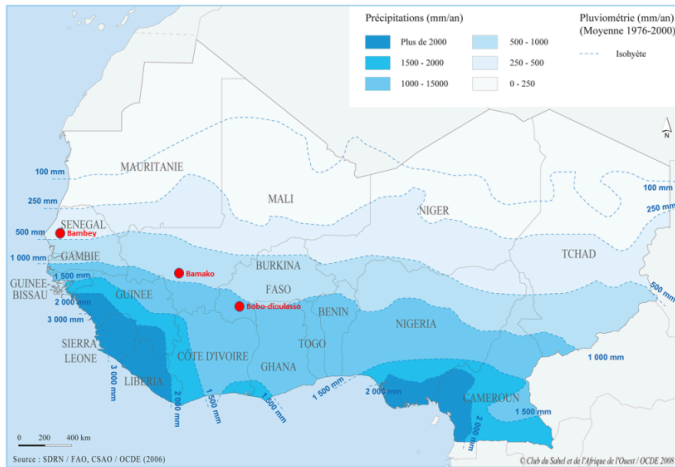 Précipitations (mm/an)
Plus de 2000
1500 - 2000
1000 - 15000
500 - 1000
250 - 500
0 - 250
Pluviométrie (mm/an)
(Moyenne 1976-2000)
Isohyète
N
MAURITANIE
100 mm
100 mm
MALI
250 mm
NIGER
250 mm
SENEGAL
500 mm
Bambey
TCHAD
1 000 mm
GAMBIE
BURKINA
1 500 mm
Bamako
FASO
GUINEE-
BISSAU
GUINEE
500 mm
2 000 mm
Bobo-dioulasso
BENIN
3 000 mm
NIGERIA
SIERRA
LEONE
TOGO
CÔTE D'IVOIRE
1 000 mm
GHANA
LIBERIA
3 000 mm
2 000 mm
1 500 mm
1 500 mm
1 500 mm
2 000 mm
CAMEROUN
1 500 mm
2 000 mm
0 200 400 km
Source : SDRN / FAO, CSAO / OCDE (2006)
© Club du Sahel et de l'Afrique de l'Ouest / OCDE 2008